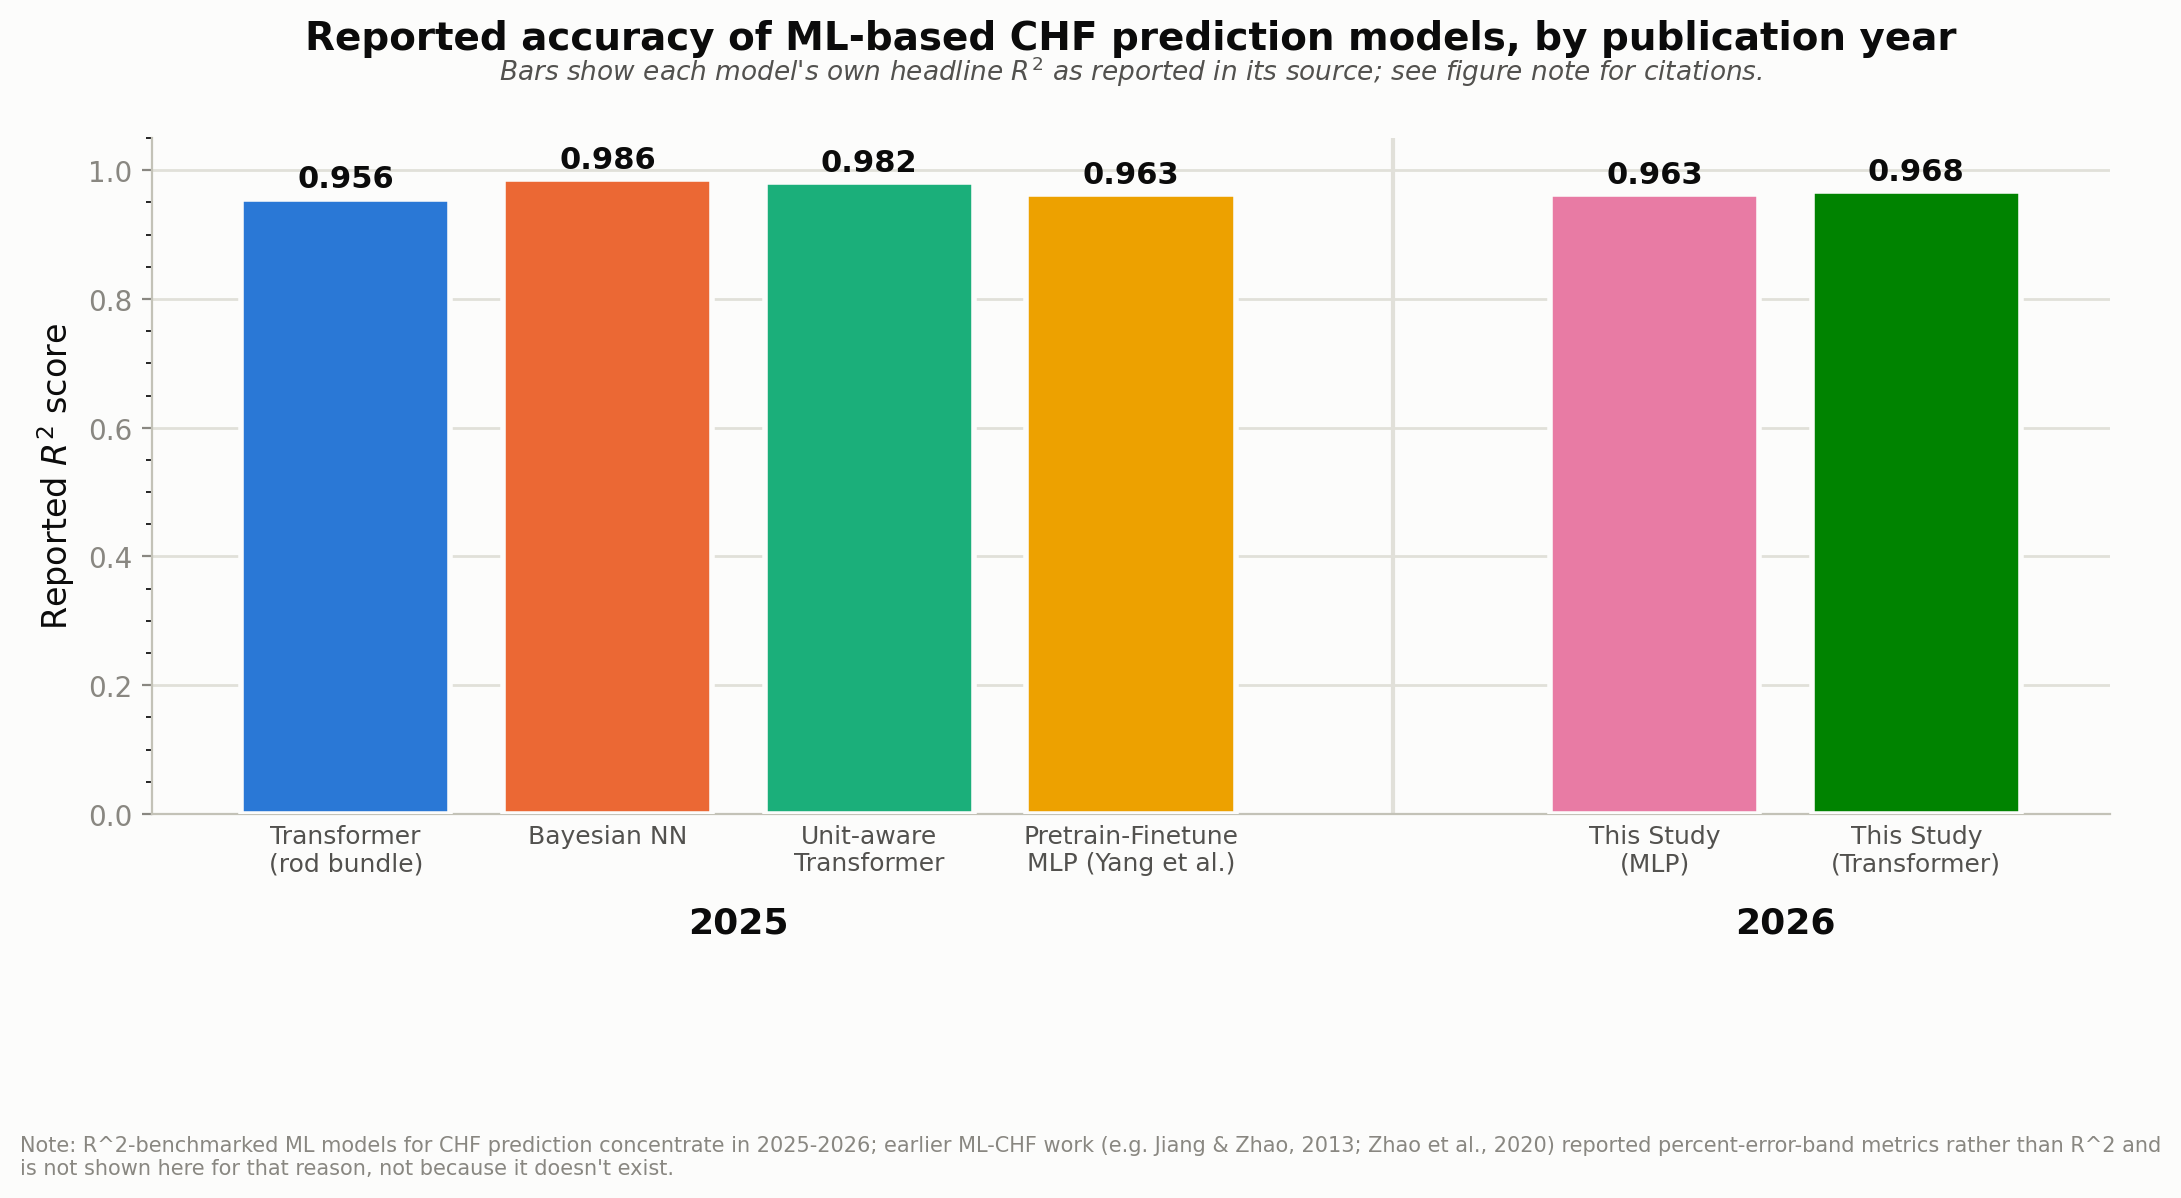 Reported accuracy of ML-based CHF prediction models, by publication year
Bars show each model's own headline R² as reported in its source; see figure note for citations.
Reported R² score
1.0
0.8
0.6
0.4
0.2
0.0
0.956
0.986
0.982
0.963
0.963
0.968
Transformer
(rod bundle)
Bayesian NN
Unit-aware
Transformer
Pretrain-Finetune
MLP (Yang et al.)
This Study
(MLP)
This Study
(Transformer)
2025
2026
Note: R^2-benchmarked ML models for CHF prediction concentrate in 2025-2026; earlier ML-CHF work (e.g. Jiang & Zhao, 2013; Zhao et al., 2020) reported percent-error-band metrics rather than R^2 and
is not shown here for that reason, not because it doesn't exist.